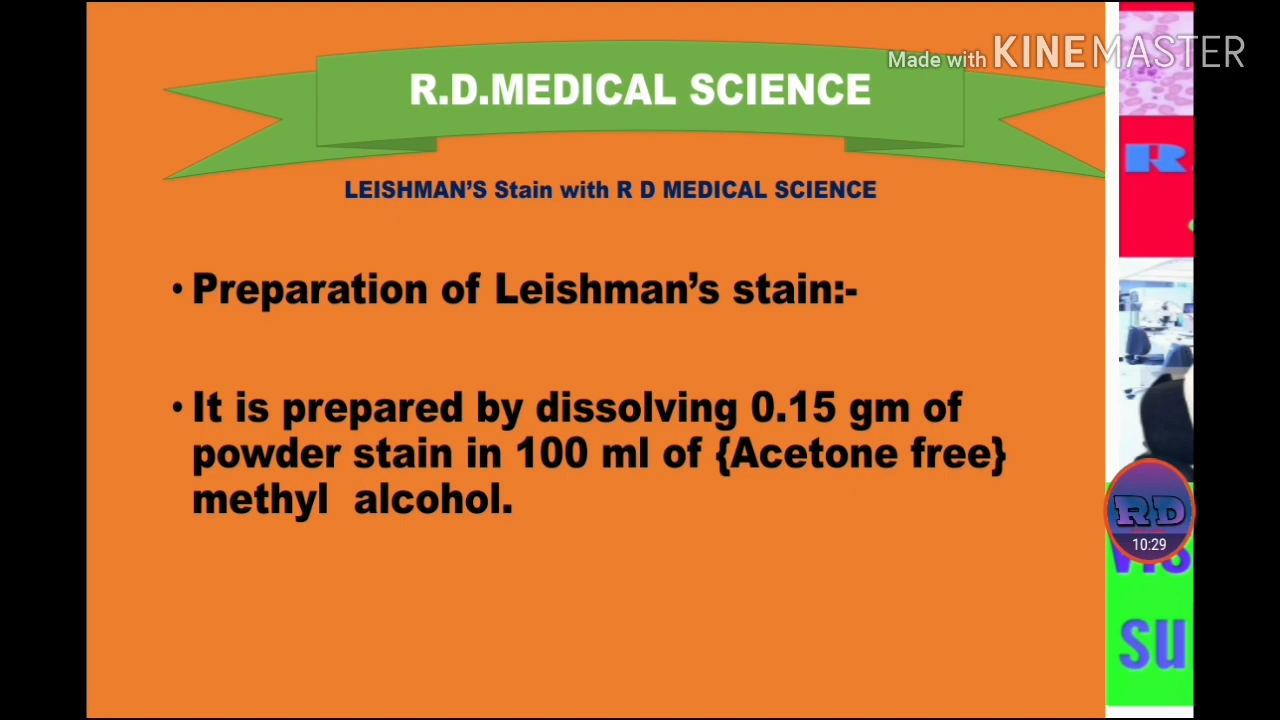 Made with KINEMASTER
R.D.MEDICAL SCIENCE
LEISHMAN'S Stain with R D MEDICAL SCIENCE
• Preparation of Leishman's stain:-
• It is prepared by dissolving 0.15 gm of
powder stain in 100 ml of {Acetone free}
methyl alcohol.
R
RD
10:29
SU